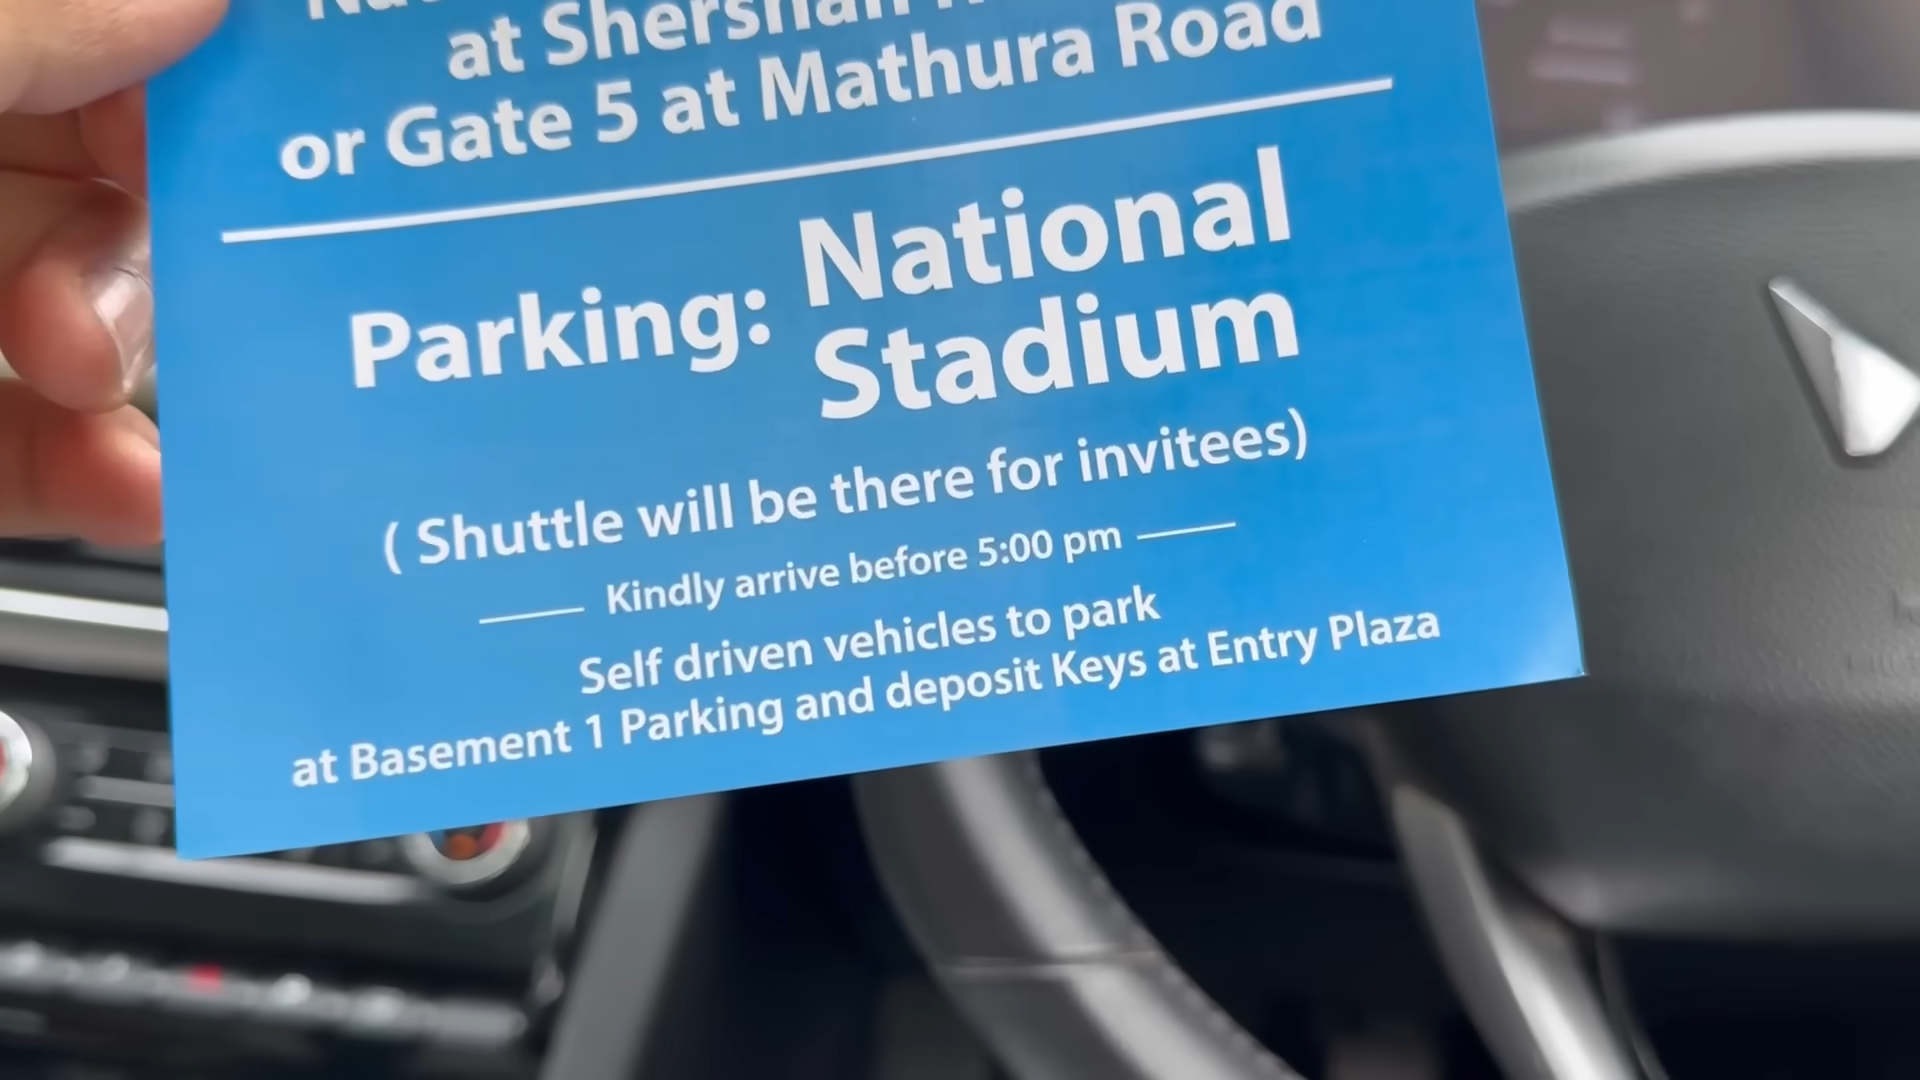 at Shershah
or Gate 5 at Mathura Road
Parking: National
Stadium
( Shuttle will be there for invitees)
Kindly arrive before 5:00 pm
Self driven vehicles to park
at Basement 1 Parking and deposit Keys at Entry Plaza